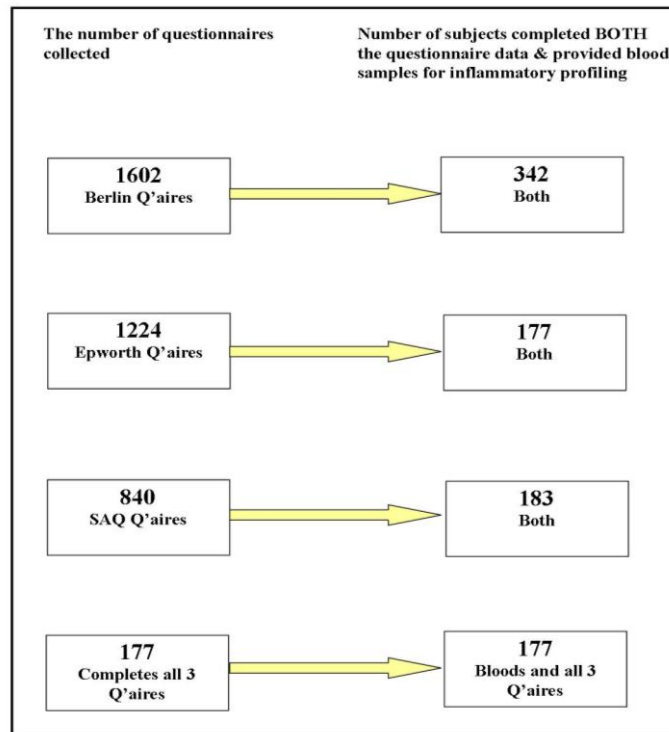 The number of questionnaires
collected
Number of subjects completed BOTH
the questionnaire data & provided blood
samples for inflammatory profiling
1602
Berlin Q’aires
342
Both
1224
Epworth Q’aires
177
Both
840
SAQ Q’aires
183
Both
177
Completes all 3
Q’aires
177
Bloods and all 3
Q’aires